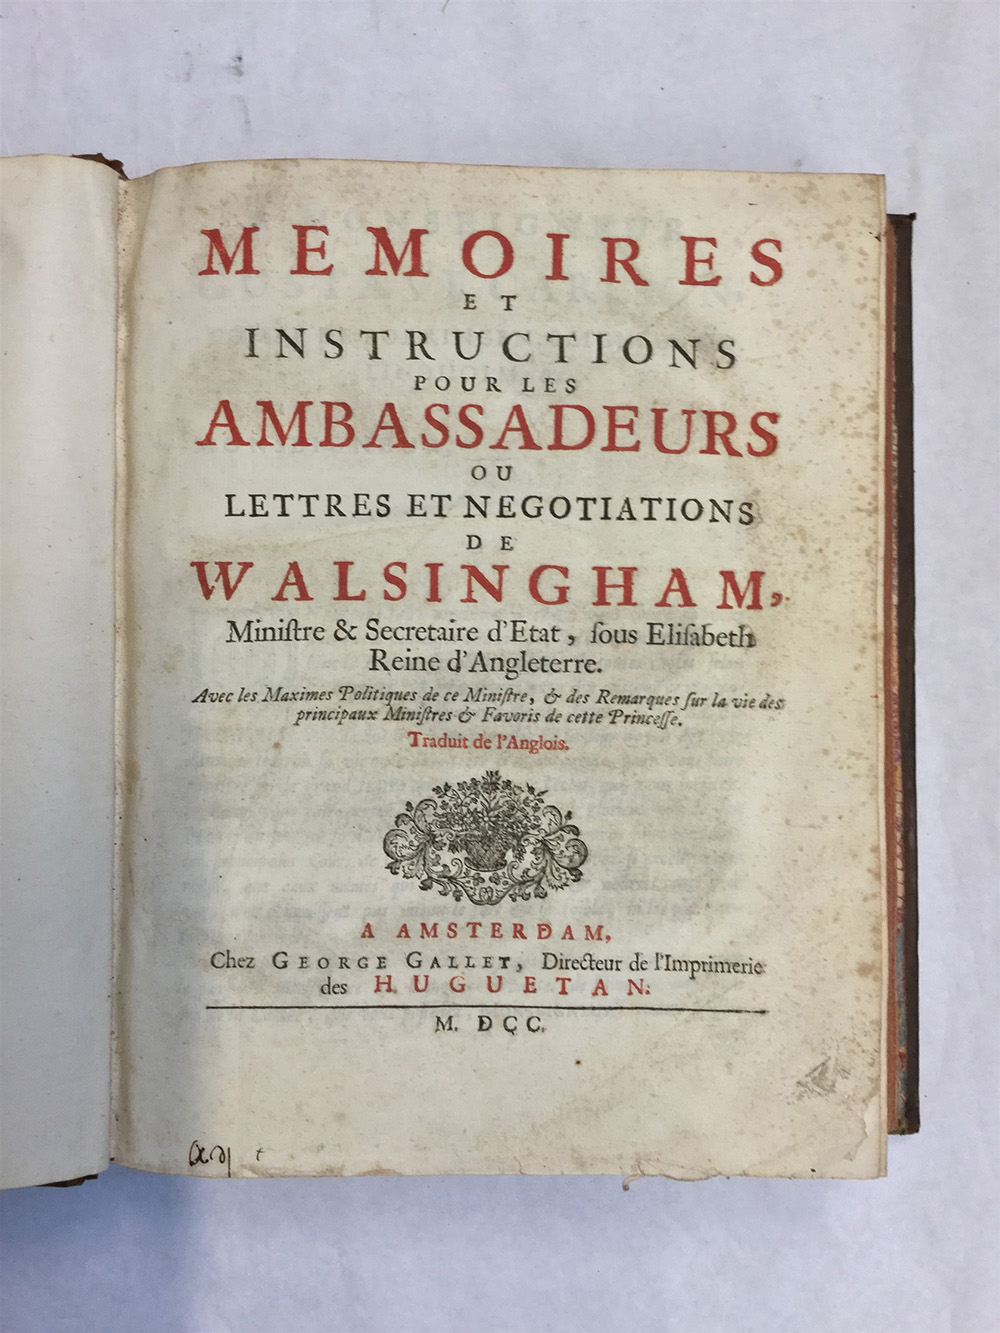 MEMOIRES
ET
INSTRUCTIONS
POUR LES
AMBASSADEURS
OU
LETTRES ET NEGOTIATIONS
DE
WALSINGHAM,
Miniſtre & Secretaire d'Etat, ſous Eliſabeth
Reine d'Angleterre.
Avec les Maximes Politiques de ce Miniſtre, & des Remarques ſur la vie des
principaux Miniſtres & Favoris de cette Princeſſe.
Traduit de l'Anglois.
A AMSTERDAM,
Chez GEORGE GALLET, Directeur de l'Imprimerie
des HUGUETAN.
M. DCC.